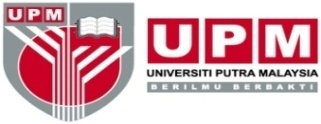 UPM
UPM
UNIVERSITI PUTRA MALAYSIA
BERILMU BERBAKTI